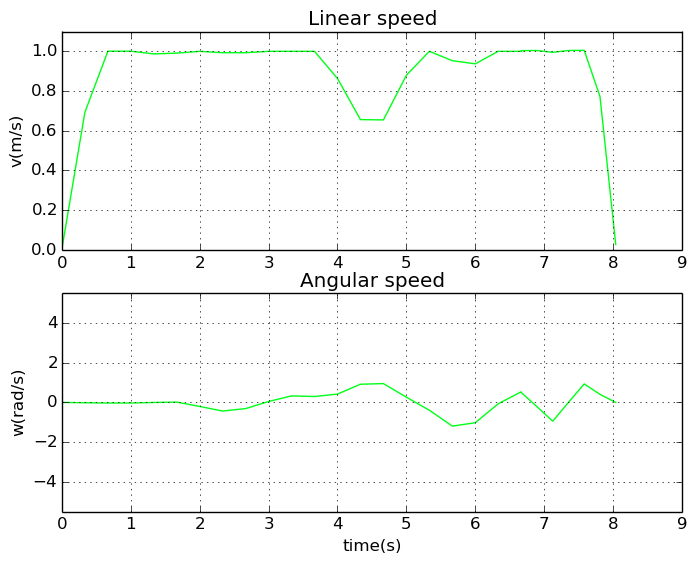 Linear speed
v(m/s)
1.0
0.8
0.6
0.4
0.2
0.0
0 1 2 3 4 5 6 7 8 9
Angular speed
w(rad/s)
4
2
0
−2
−4
0 1 2 3 4 5 6 7 8 9
time(s)